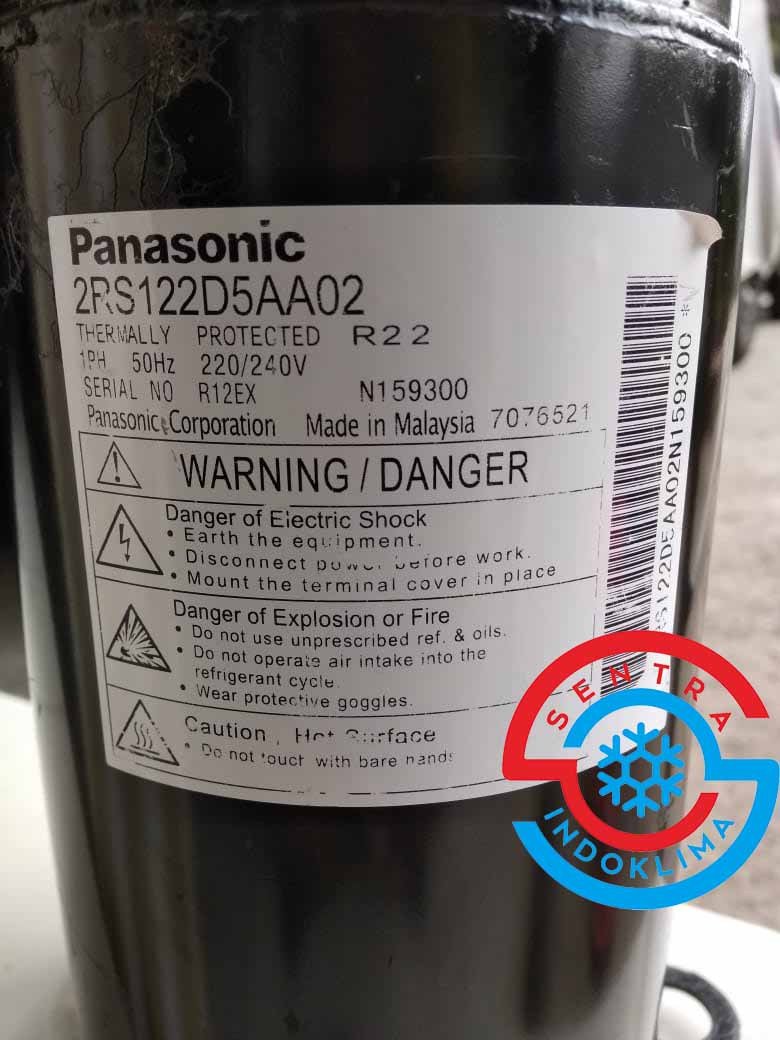 Panasonic
2RS122D5AA02
THERMALLY PROTECTED R22
1PH 50Hz 220/240V
SERIAL NO R12EX N159300
Panasonic Corporation Made in Malaysia 7076521
WARNING / DANGER
Danger of Electric Shock
• Earth the equipment.
• Disconnect power before work.
• Mount the terminal cover in place
Danger of Explosion or Fire
• Do not use unprescribed ref. & oils.
• Do not operate air intake into the
refrigerant cycle.
• Wear protective goggles.
Caution, Hot Surface
• Do not touch with bare hands
RS122D5AA02N159300 *
SENTRA
INDOKLIMA